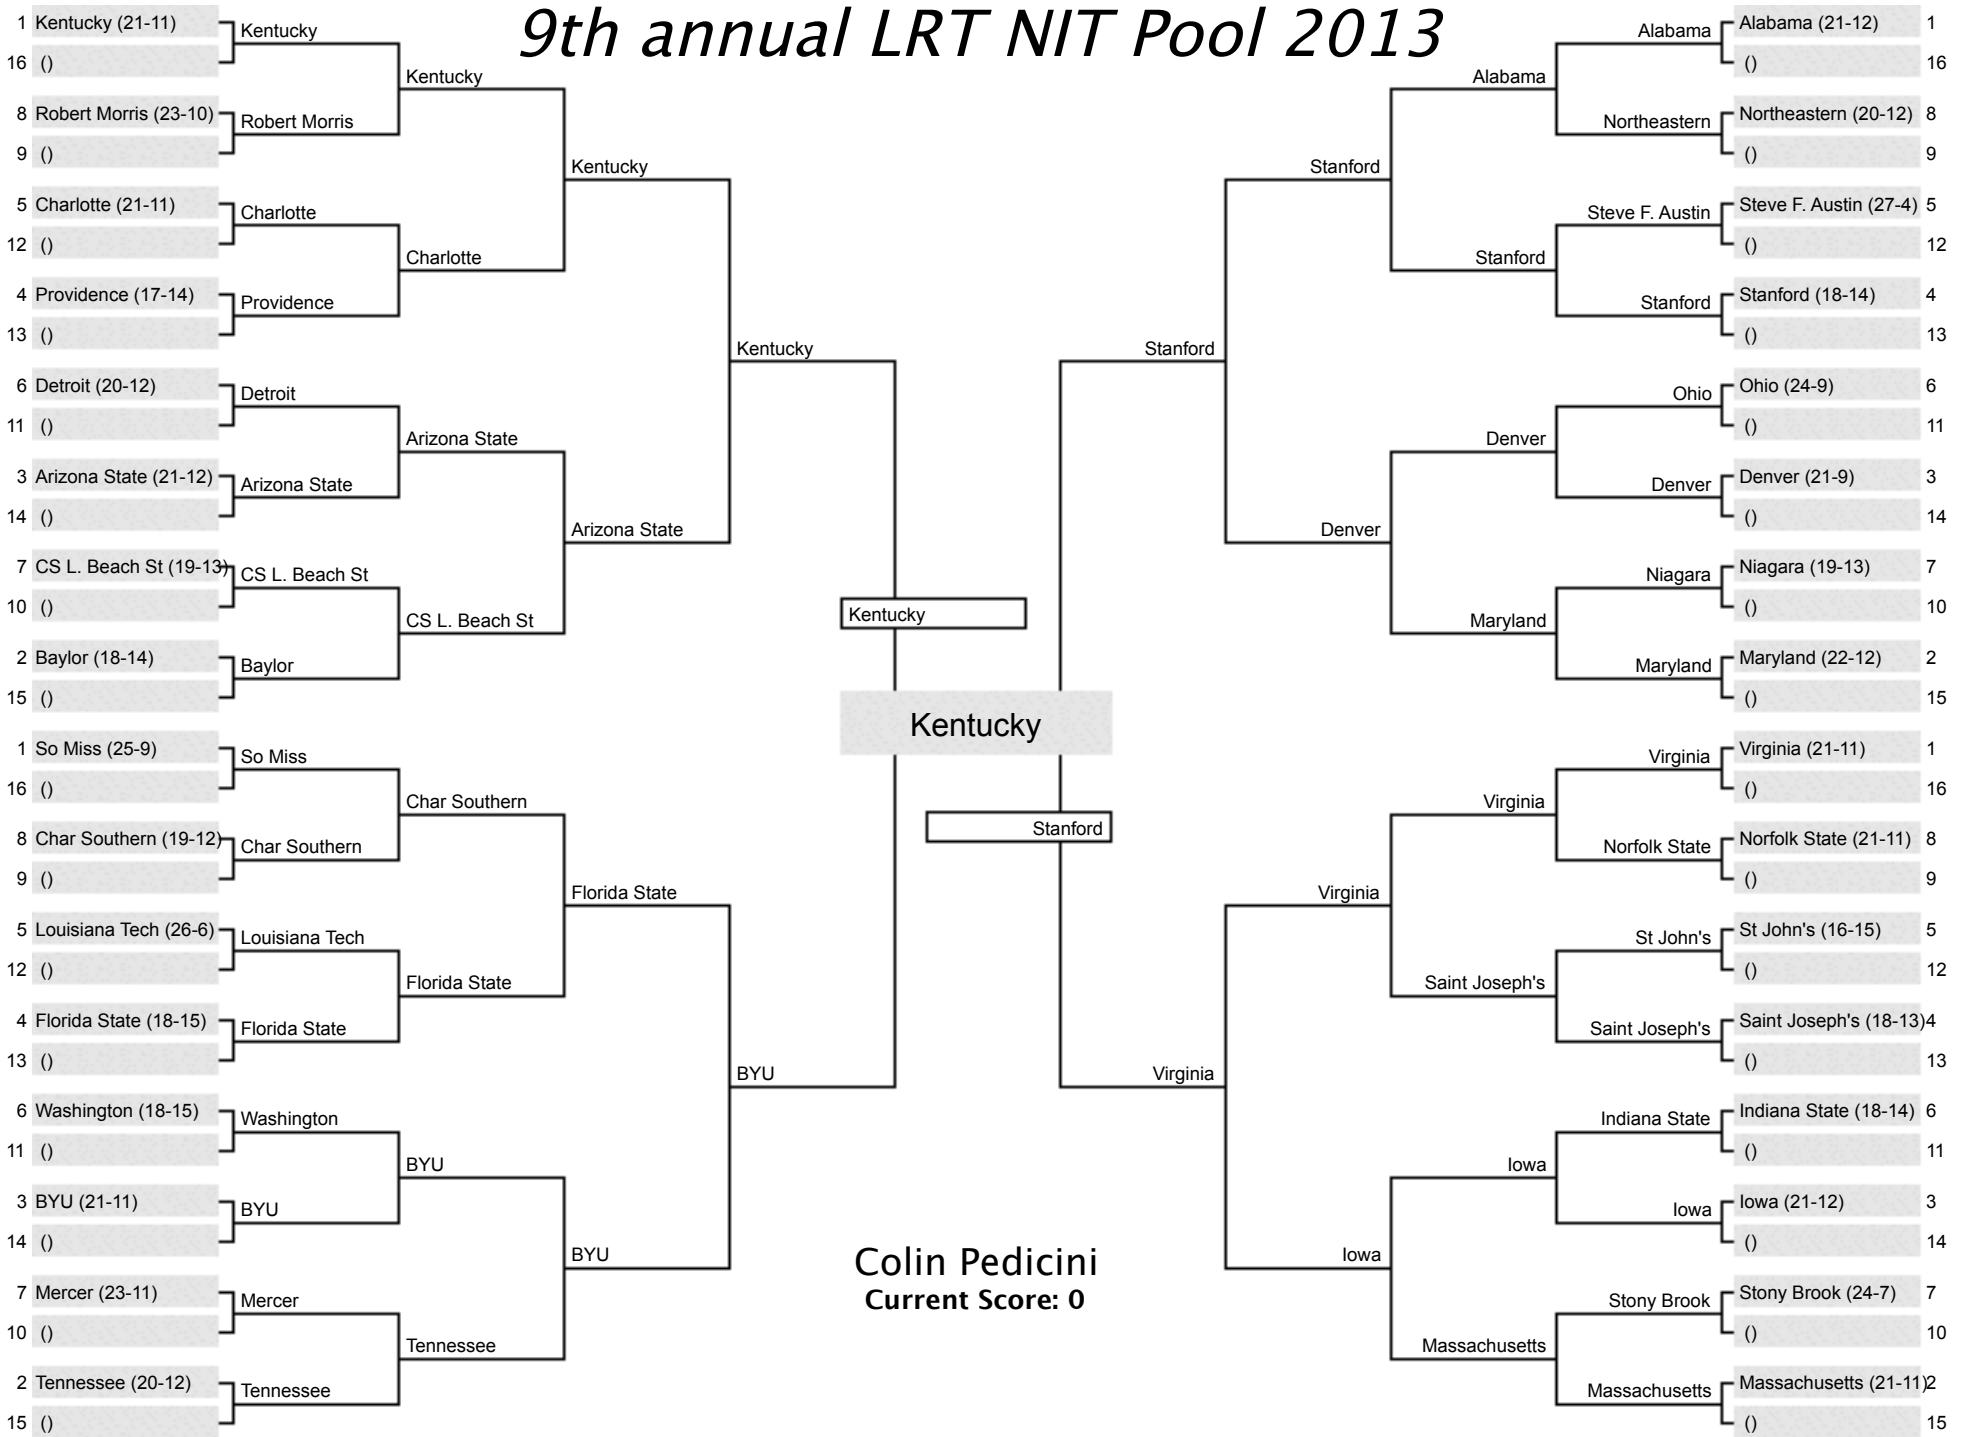 9th annual LRT NIT Pool 2013
1 Kentucky (21-11)
16 ()
8 Robert Morris (23-10)
9 ()
5 Charlotte (21-11)
12 ()
4 Providence (17-14)
13 ()
6 Detroit (20-12)
11 ()
3 Arizona State (21-12)
14 ()
7 CS L. Beach St (19-13)
10 ()
2 Baylor (18-14)
15 ()
1 So Miss (25-9)
16 ()
8 Char Southern (19-12)
9 ()
5 Louisiana Tech (26-6)
12 ()
4 Florida State (18-15)
13 ()
6 Washington (18-15)
11 ()
3 BYU (21-11)
14 ()
7 Mercer (23-11)
10 ()
2 Tennessee (20-12)
15 ()
Kentucky
Robert Morris
Charlotte
Providence
Detroit
Arizona State
CS L. Beach St
Baylor
So Miss
Char Southern
Louisiana Tech
Florida State
Washington
BYU
Mercer
Tennessee
Kentucky
Charlotte
Arizona State
CS L. Beach St
Char Southern
Florida State
BYU
Tennessee
Kentucky
Arizona State
Florida State
BYU
Kentucky
BYU
Kentucky
Kentucky
Stanford
Colin Pedicini
Current Score: 0
Stanford
Virginia
Stanford
Denver
Virginia
Iowa
Alabama
Stanford
Denver
Maryland
Virginia
Saint Joseph's
Iowa
Massachusetts
Alabama
Northeastern
Steve F. Austin
Stanford
Ohio
Denver
Niagara
Maryland
Virginia
Norfolk State
St John's
Saint Joseph's
Indiana State
Iowa
Stony Brook
Massachusetts
Alabama (21-12) 1
() 16
Northeastern (20-12) 8
() 9
Steve F. Austin (27-4) 5
() 12
Stanford (18-14) 4
() 13
Ohio (24-9) 6
() 11
Denver (21-9) 3
() 14
Niagara (19-13) 7
() 10
Maryland (22-12) 2
() 15
Virginia (21-11) 1
() 16
Norfolk State (21-11) 8
() 9
St John's (16-15) 5
() 12
Saint Joseph's (18-13) 4
() 13
Indiana State (18-14) 6
() 11
Iowa (21-12) 3
() 14
Stony Brook (24-7) 7
() 10
Massachusetts (21-11) 2
() 15